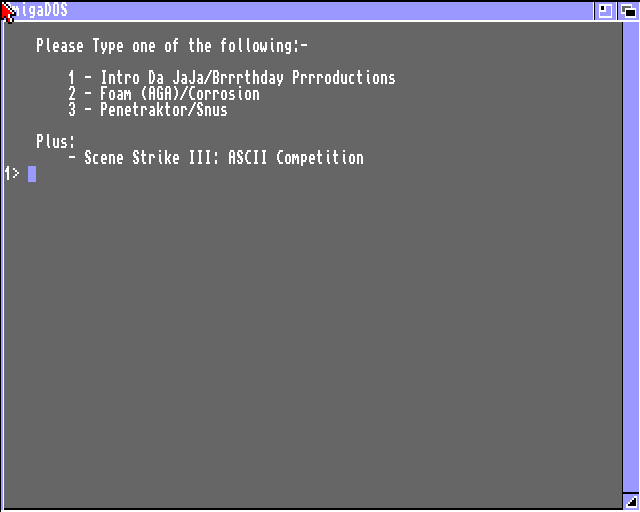 migaDOS
Please Type one of the following:-
1 - Intro Da JaJa/Brrrthday Prrroductions
2 - Foam (AGA)/Corrosion
3 - Penetraktor/Snus
Plus:
- Scene Strike III: ASCII Competition
1>